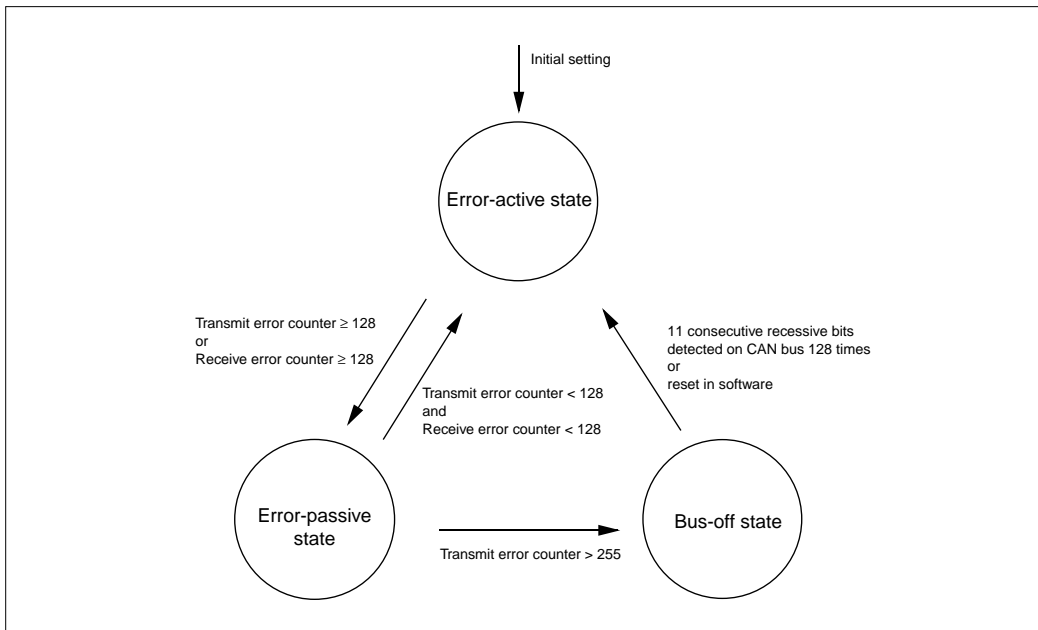 Initial setting
Error-active state
Transmit error counter ≥ 128
or
Receive error counter ≥ 128
11 consecutive recessive bits
detected on CAN bus 128 times
or
reset in software
Transmit error counter < 128
and
Receive error counter < 128
Error-passive
state
Bus-off state
Transmit error counter > 255